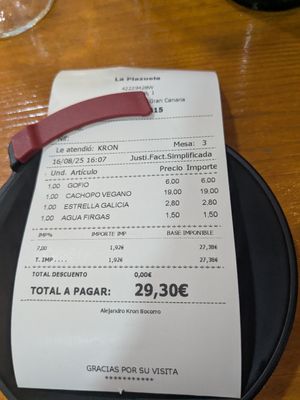 La Plazuela
42229428W
Gran Canaria
Le atendió: KRON Mesa: 3
16/08/25 16:07 Justi.Fact.Simplificada
Und. Artículo Precio Importe
1,00 GOFIO 6,00 6,00
1,00 CACHOPO VEGANO 19,00 19,00
1,00 ESTRELLA GALICIA 2,80 2,80
1,00 AGUA FIRGAS 1,50 1,50
IMP% IMPORTE IMP BASE IMPONIBLE
7,00 1,92€ 27,38€
T. IMP .... 1,92€ 27,38€
TOTAL DESCUENTO 0,00€
TOTAL A PAGAR: 29,30€
Alejandro Kron Socorro
GRACIAS POR SU VISITA
***********